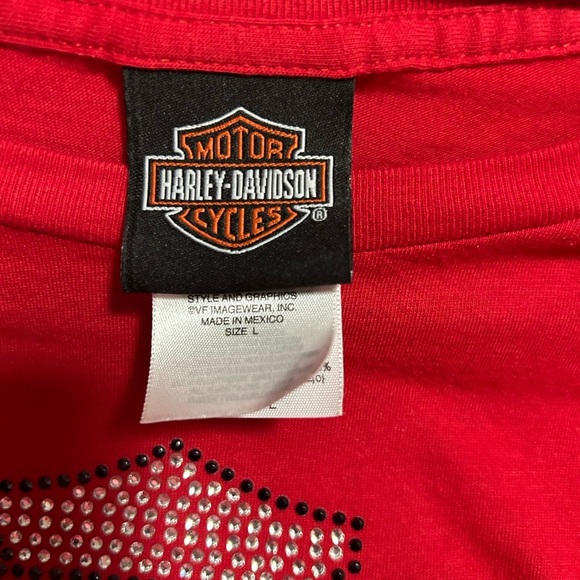 MOTOR
HARLEY-DAVIDSON
CYCLES ®
STYLE AND GRAPHICS
©VF IMAGEWEAR, INC.
MADE IN MEXICO
SIZE L
%
L